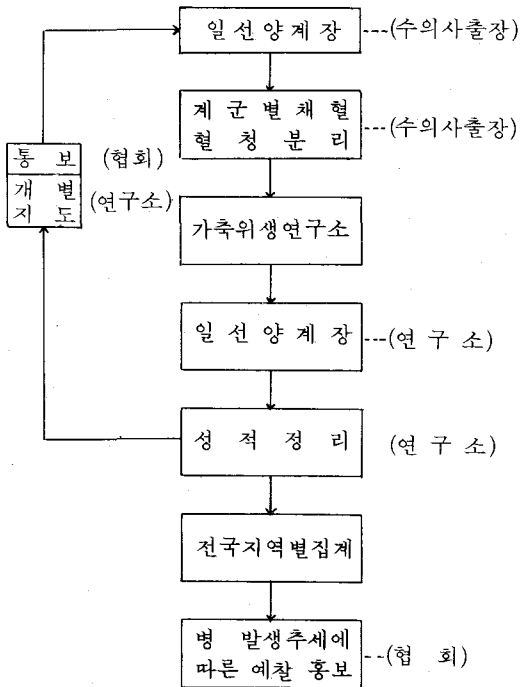 일선양계장 ---(수의사출장)
계군별채혈
혈청분리 ---(수의사출장)
통보 (협회)
개별
지도 (연구소)
가축위생연구소
일선양계장 ---(연구소)
성적정리 (연구소)
전국지역별집계
병 발생추세에
따른 예찰 홍보 --(협 회)